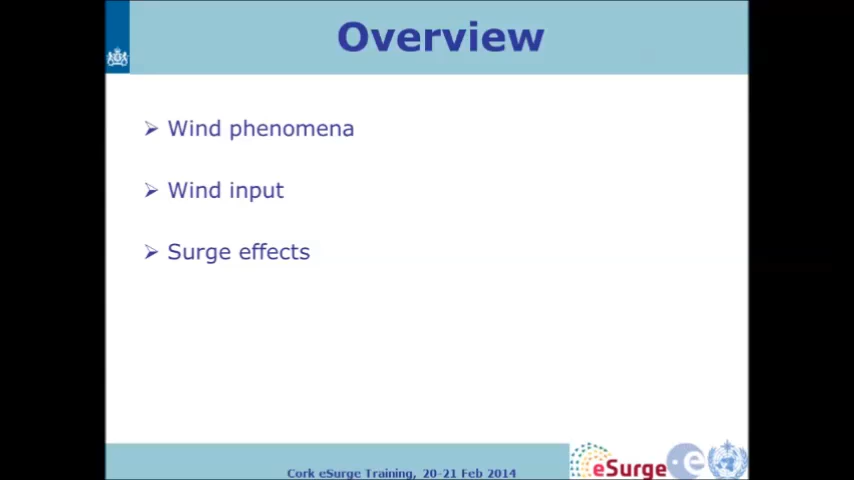 Overview
Wind phenomena
Wind input
Surge effects
Cork eSurge Training, 20-21 Feb 2014
eSurge
e